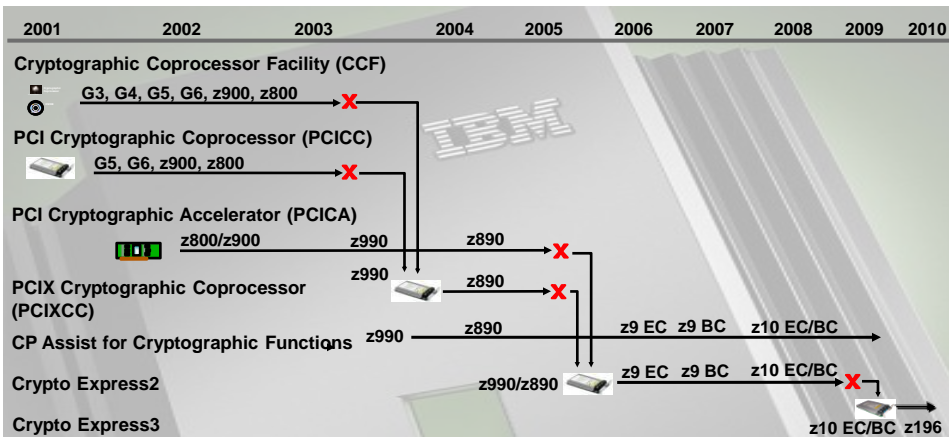 2001 2002 2003 2004 2005 2006 2007 2008 2009 2010
Cryptographic Coprocessor Facility (CCF)
G3, G4, G5, G6, z900, z800 X
IBM
PCI Cryptographic Coprocessor (PCICC)
G5, G6, z900, z800 X
PCI Cryptographic Accelerator (PCICA)
z800/z900 z990 z890 X
PCIX Cryptographic Coprocessor
(PCIXCC)
z990 z890 X
CP Assist for Cryptographic Functions z990 z890 z9 EC z9 BC z10 EC/BC
Crypto Express2 z990/z890 z9 EC z9 BC z10 EC/BC X
Crypto Express3 z10 EC/BC z196